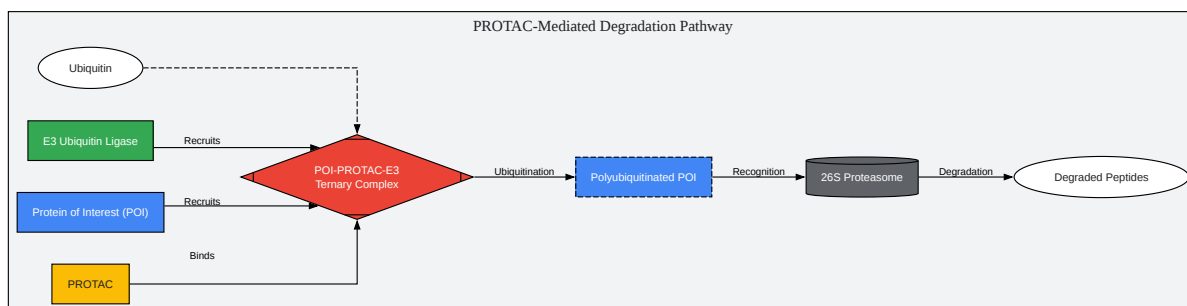 PROTAC-Mediated Degradation Pathway
Ubiquitin
E3 Ubiquitin Ligase
Recruits
Protein of Interest (POI)
Recruits
PROTAC
Binds
POI-PROTAC-E3
Ternary Complex
Ubiquitination
Polyubiquitinated POI
Recognition
26S Proteasome
Degradation
Degraded Peptides